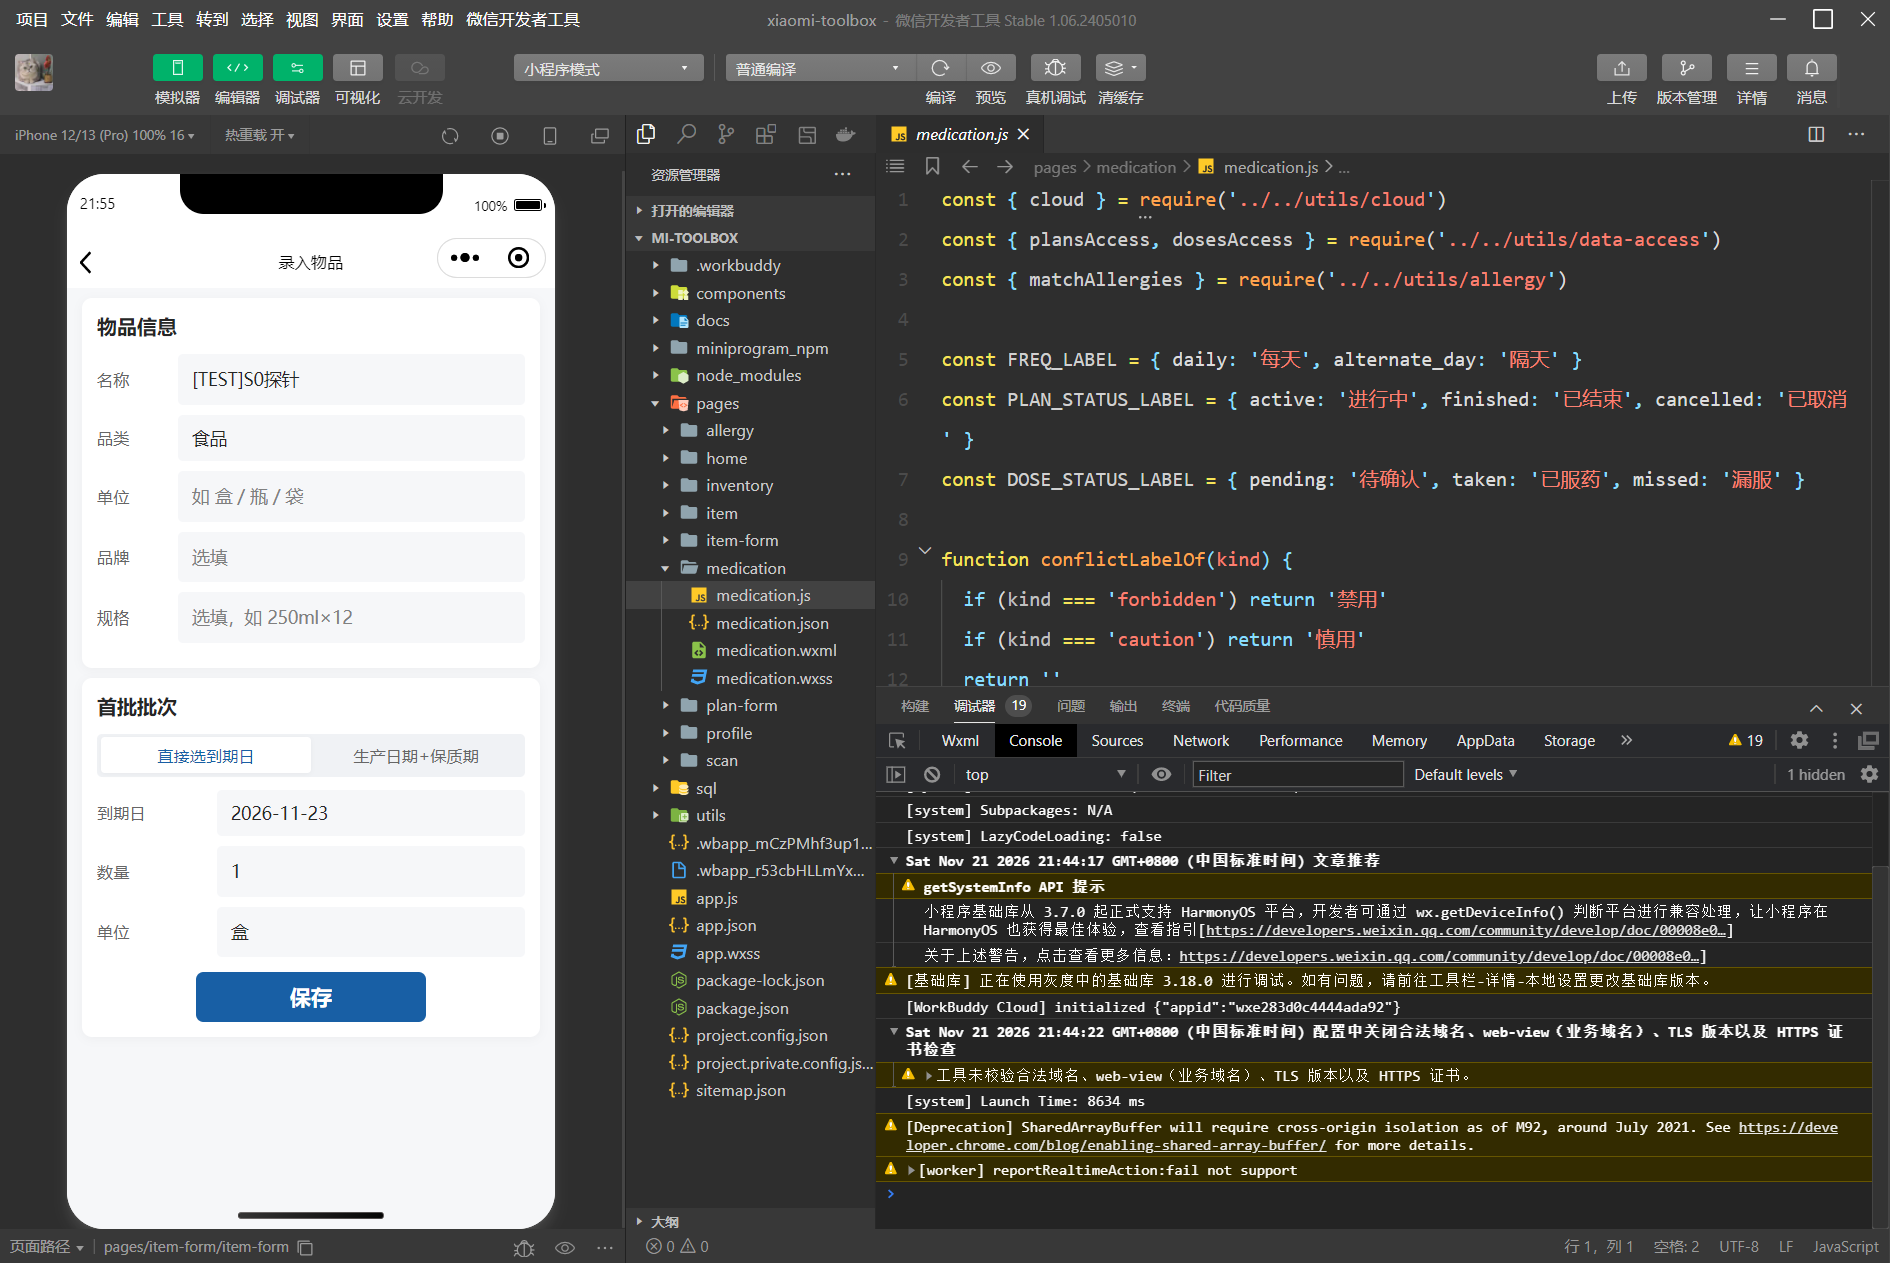 项目 文件 编辑 工具 转到 选择 视图 界面 设置 帮助 微信开发者工具
xiaomi-toolbox - 微信开发者工具 Stable 1.06.2405010
模拟器 编辑器 调试器 可视化 云开发
小程序模式
普通编译
编译 预览 真机调试 清缓存
上传 版本管理 详情 消息
iPhone 12/13 (Pro) 100% 16
热重载 开
21:55
100%
录入物品
物品信息
名称 [TEST]S0探针
品类 食品
单位 如 盒 / 瓶 / 袋
品牌 选填
规格 选填，如 250ml×12
首批批次
直接选到期日 生产日期+保质期
到期日 2026-11-23
数量 1
单位 盒
保存
页面路径 pages/item-form/item-form
资源管理器
打开的编辑器
MI-TOOLBOX
.workbuddy
components
docs
miniprogram_npm
node_modules
pages
allergy
home
inventory
item
item-form
medication
medication.js
medication.json
medication.wxml
medication.wxss
plan-form
profile
scan
sql
utils
.wbapp_mCzPMhf3up1...
.wbapp_r53cbHLLmYx...
app.js
app.json
app.wxss
package-lock.json
package.json
project.config.json
project.private.config.js...
sitemap.json
大纲
0 0
medication.js
pages > medication > medication.js > ...
1 const { cloud } = require('../../utils/cloud')
2 const { plansAccess, dosesAccess } = require('../../utils/data-access')
3 const { matchAllergies } = require('../../utils/allergy')
4
5 const FREQ_LABEL = { daily: '每天', alternate_day: '隔天' }
6 const PLAN_STATUS_LABEL = { active: '进行中', finished: '已结束', cancelled: '已取消
' }
7 const DOSE_STATUS_LABEL = { pending: '待确认', taken: '已服药', missed: '漏服' }
8
9 function conflictLabelOf(kind) {
10 if (kind === 'forbidden') return '禁用'
11 if (kind === 'caution') return '慎用'
12 return ''
构建 调试器 19 问题 输出 终端 代码质量
Wxml Console Sources Network Performance Memory AppData Storage 19
top Filter Default levels 1 hidden
[system] Subpackages: N/A
[system] LazyCodeLoading: false
Sat Nov 21 2026 21:44:17 GMT+0800 (中国标准时间) 文章推荐
getSystemInfo API 提示
小程序基础库从 3.7.0 起正式支持 HarmonyOS 平台，开发者可通过 wx.getDeviceInfo() 判断平台进行兼容处理，让小程序在
HarmonyOS 也获得最佳体验，查看指引[https://developers.weixin.qq.com/community/develop/doc/00008e0…]
关于上述警告，点击查看更多信息：https://developers.weixin.qq.com/community/develop/doc/00008e0…]
[基础库] 正在使用灰度中的基础库 3.18.0 进行调试。如有问题，请前往工具栏-详情-本地设置更改基础库版本。
[WorkBuddy Cloud] initialized {"appid":"wxe283d0c4444ada92"}
Sat Nov 21 2026 21:44:22 GMT+0800 (中国标准时间) 配置中关闭合法域名、web-view（业务域名）、TLS 版本以及 HTTPS 证
书检查
工具未校验合法域名、web-view（业务域名）、TLS 版本以及 HTTPS 证书。
[system] Launch Time: 8634 ms
[Deprecation] SharedArrayBuffer will require cross-origin isolation as of M92, around July 2021. See https://deve
loper.chrome.com/blog/enabling-shared-array-buffer/ for more details.
[worker] reportRealtimeAction:fail not support
行 1，列 1 空格: 2 UTF-8 LF JavaScript